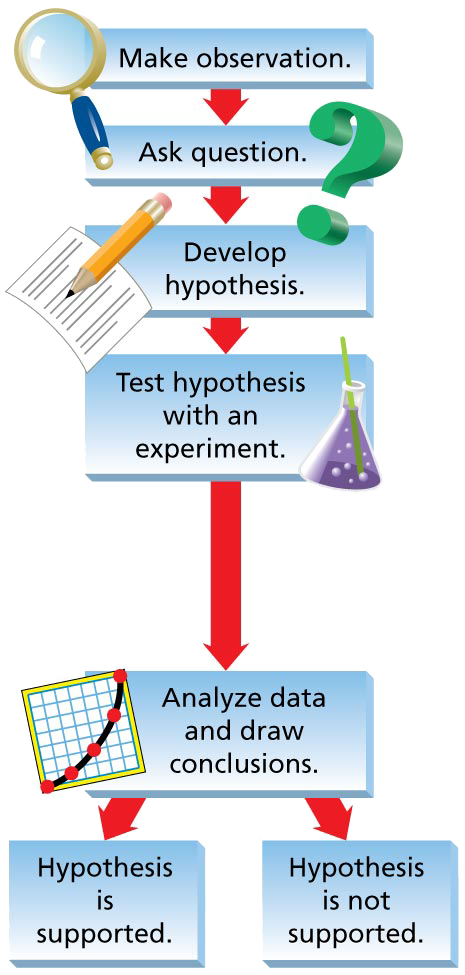 Make observation.
Ask question.
Develop
hypothesis.
Test hypothesis
with an
experiment.
Analyze data
and draw
conclusions.
Hypothesis
is
supported.
Hypothesis
is not
supported.